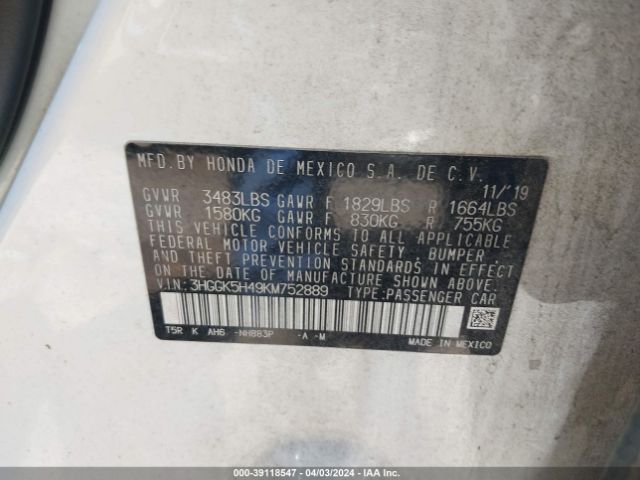 MFD.BY HONDA DE MEXICO S.A. DE C.V.
11/'19
GVWR 3483LBS GAWR F 1829LBS R 1664LBS
GVWR 1580KG GAWR F 830KG R 755KG
THIS VEHICLE CONFORMS TO ALL APPLICABLE
FEDERAL MOTOR VEHICLE SAFETY, BUMPER,
AND THEFT PREVENTION STANDARDS IN EFFECT
ON THE DATE OF MANUFACTURE SHOWN ABOVE.
VIN: 3HGGK5H49KM752889 TYPE:PASSENGER CAR
T5R K AH6 -NH883P -A -M
MADE IN MEXICO
000-39118547 - 04/03/2024 - IAA Inc.